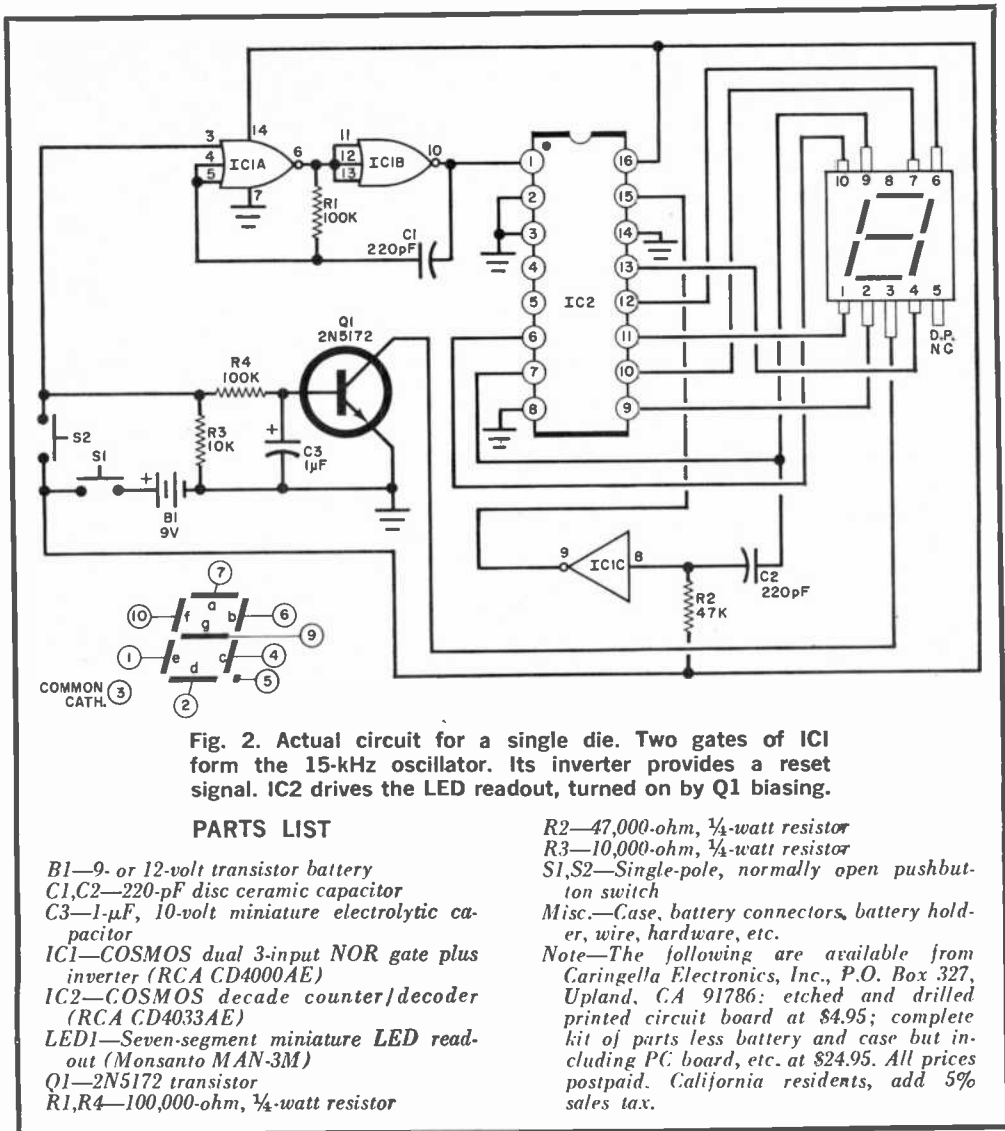 3
14
4
5
6
IC1A
7
11
12
13
10
IC1B
R1
100K
C1
220pF
1
2
3
4
5
6
7
8
IC2
16
15
14
13
12
11
10
9
10
9
8
7
6
1
2
3
4
5
D.P.
NC
Q1
2N5172
R4
100K
R3
10K
+
C3
1µF
S2
S1
+
B1
9V
9
IC1C
8
C2
220pF
R2
47K
7
10
a
f
b
6
g
9
1
e
c
4
d
5
COMMON
CATH.
3
2
Fig. 2. Actual circuit for a single die. Two gates of IC1
form the 15-kHz oscillator. Its inverter provides a reset
signal. IC2 drives the LED readout, turned on by Q1 biasing.
PARTS LIST
B1—9- or 12-volt transistor battery
C1,C2—220-pF disc ceramic capacitor
C3—1-µF, 10-volt miniature electrolytic ca-
pacitor
IC1—COSMOS dual 3-input NOR gate plus
inverter (RCA CD4000AE)
IC2—COSMOS decade counter/decoder
(RCA CD4033AE)
LED1—Seven-segment miniature LED read-
out (Monsanto MAN-3M)
Q1—2N5172 transistor
R1,R4—100,000-ohm, ¼-watt resistor
R2—47,000-ohm, ¼-watt resistor
R3—10,000-ohm, ¼-watt resistor
S1,S2—Single-pole, normally open pushbut-
ton switch
Misc.—Case, battery connectors, battery hold-
er, wire, hardware, etc.
Note—The following are available from
Caringella Electronics, Inc., P.O. Box 327,
Upland, CA 91786: etched and drilled
printed circuit board at $4.95; complete
kit of parts less battery and case but in-
cluding PC board, etc. at $24.95. All prices
postpaid. California residents, add 5%
sales tax.